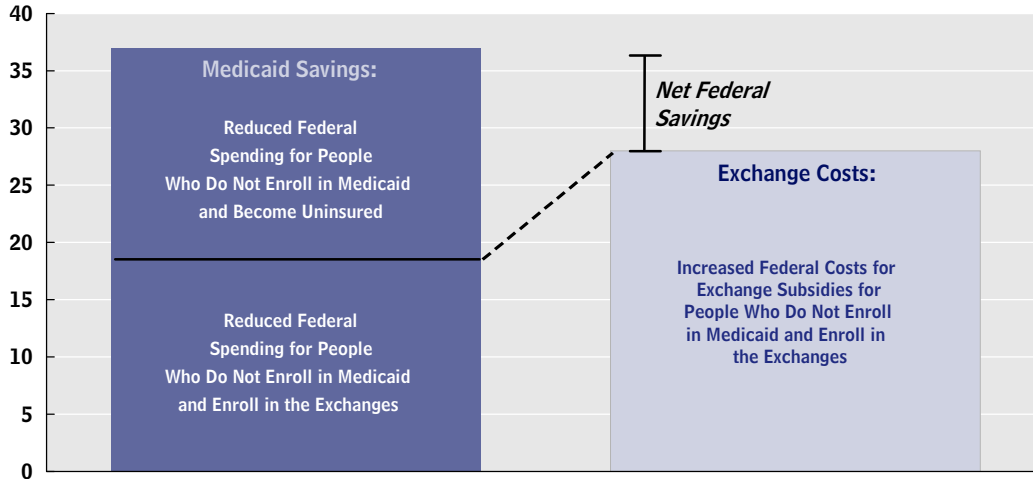 40
35
30
25
20
15
10
5
0
Medicaid Savings:
Reduced Federal
Spending for People
Who Do Not Enroll in Medicaid
and Become Uninsured
Reduced Federal
Spending for People
Who Do Not Enroll in Medicaid
and Enroll in the Exchanges
Net Federal
Savings
Exchange Costs:
Increased Federal Costs for
Exchange Subsidies for
People Who Do Not Enroll
in Medicaid and Enroll in
the Exchanges